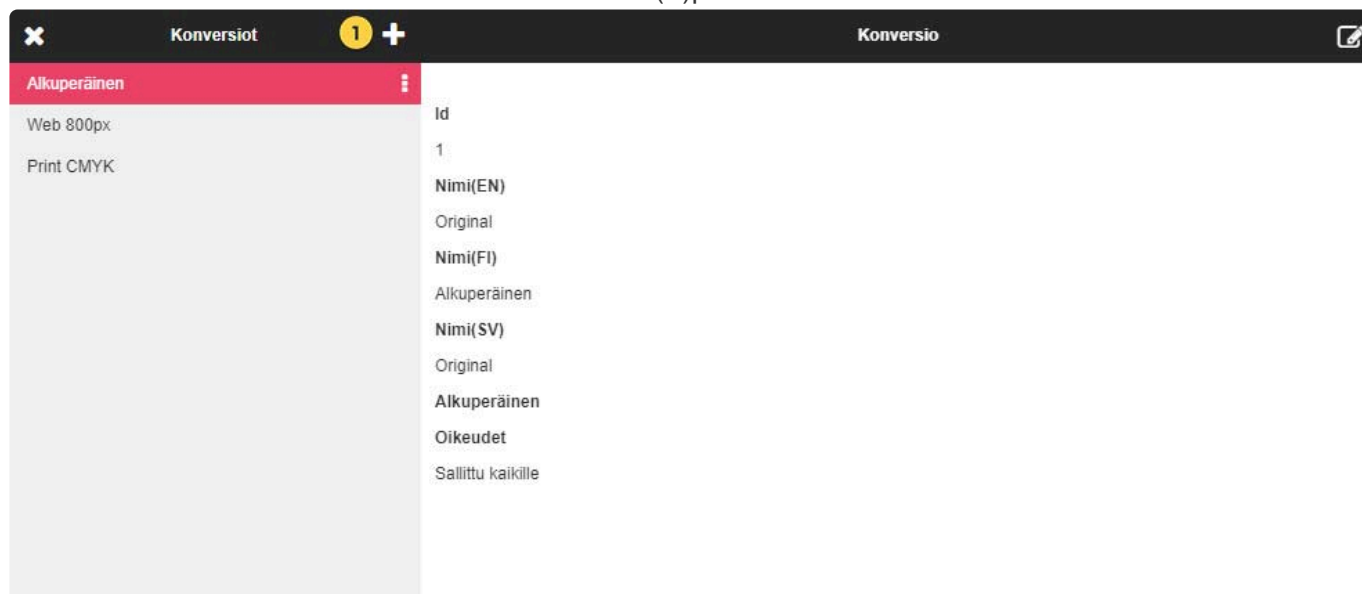 Konversiot
1
Konversio
Alkuperäinen
Web 800px
Print CMYK
Id
1
Nimi(EN)
Original
Nimi(FI)
Alkuperäinen
Nimi(SV)
Original
Alkuperäinen
Oikeudet
Sallittu kaikille